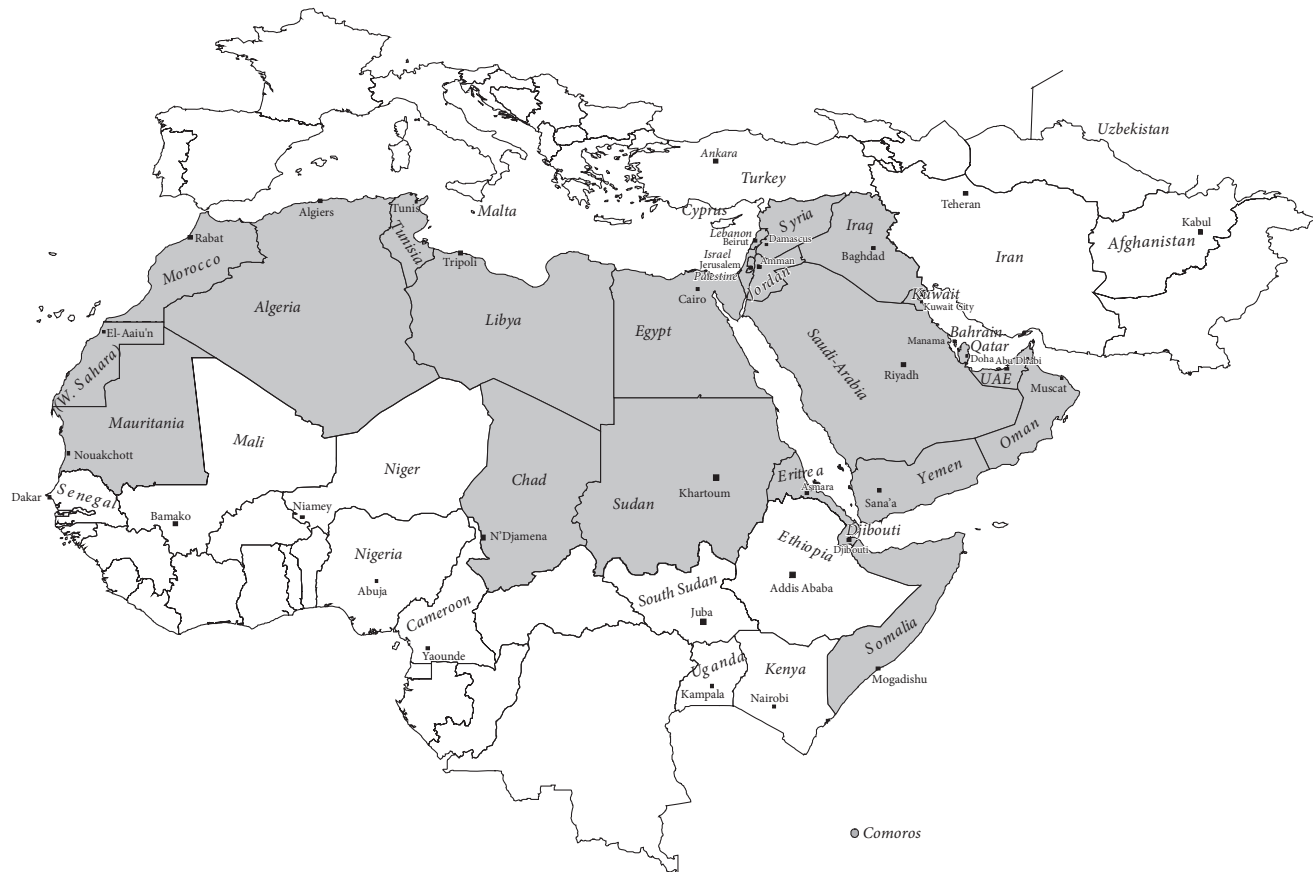 Uzbekistan
Ankara
Turkey
Teheran
Kabul
Afghanistan
Iran
Algiers
Tunis
Malta
Cyprus
Syria
Iraq
Rabat
Tunisia
Lebanon
Beirut
Damascus
Baghdad
Morocco
Tripoli
Israel
Jerusalem
Amman
Palestine
Jordan
Cairo
Kuwait
Kuwait City
Algeria
Libya
Egypt
El-Aaiu'n
(W. Sahara)
Saudi-Arabia
Riyadh
Bahrain
Manama
Qatar
Doha
Abu Dhabi
UAE
Muscat
Oman
Mauritania
Mali
Nouakchott
Niger
Chad
Sudan
Khartoum
Eritrea
Asmara
Yemen
Sana'a
Dakar
Senegal
Bamako
Niamey
Nigeria
N'Djamena
Abuja
Djibouti
Djibouti
Ethiopia
Addis Ababa
South Sudan
Juba
Cameroon
Yaounde
Somalia
Mogadishu
Uganda
Kampala
Kenya
Nairobi
Comoros